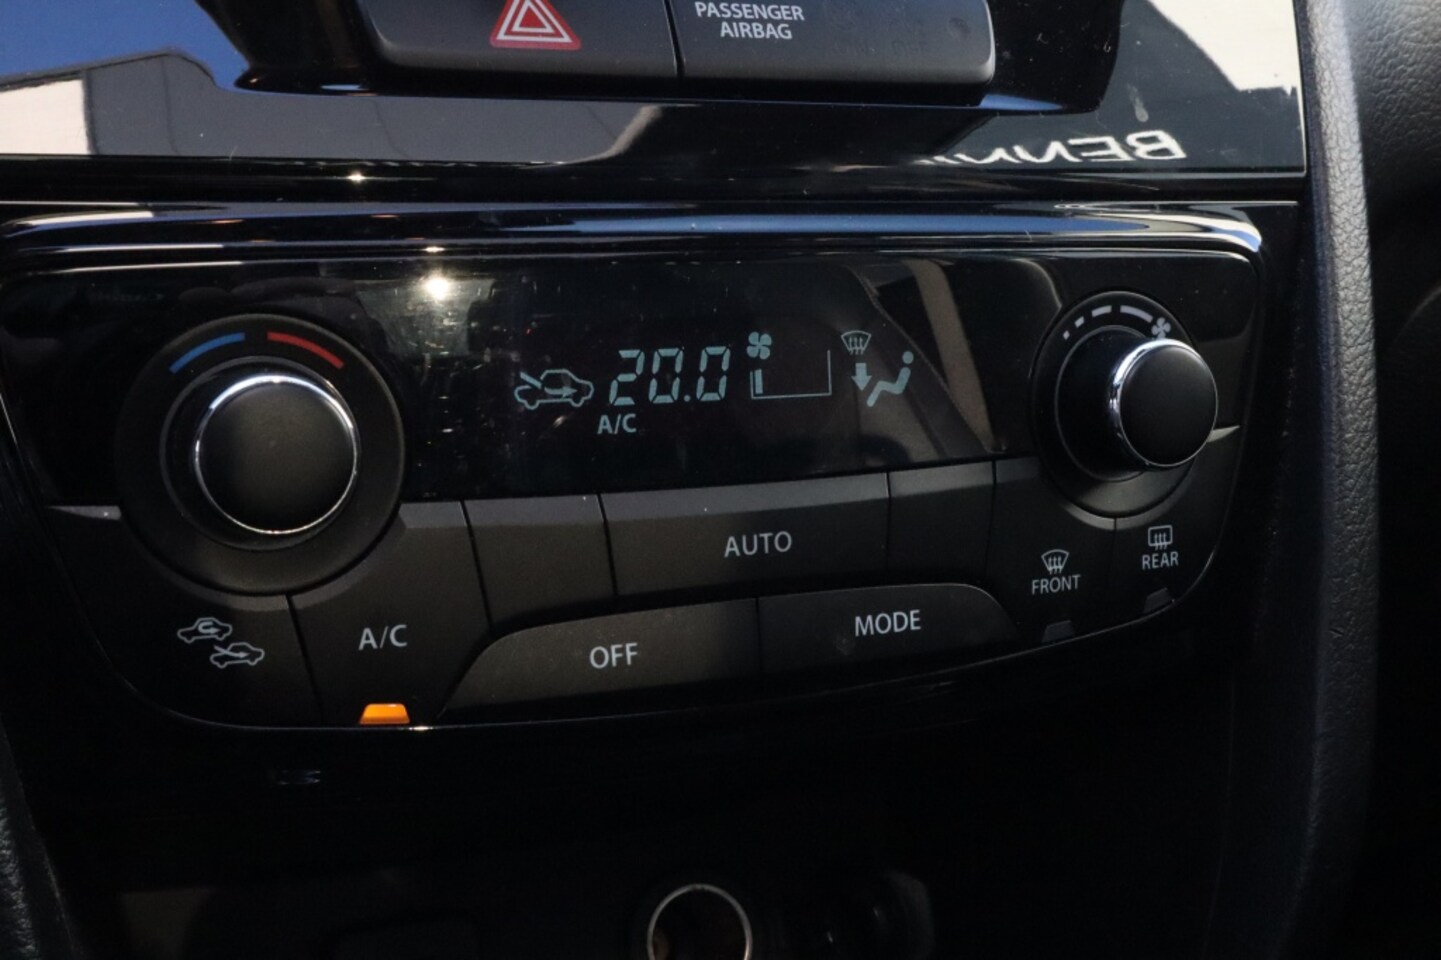 PASSENGER
AIRBAG
20.0
A/C
AUTO
FRONT
REAR
A/C
OFF
MODE